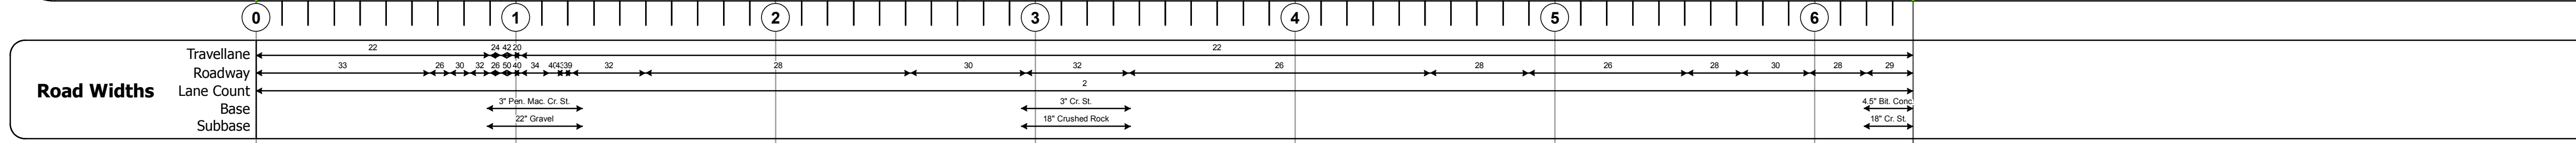 0 1 2 3 4 5 6
Road Widths
Travellane 22 24 42 20 22
Roadway 33 26 30 32 26 50 40 34 40 43 39 32 28 30 32 26 28 26 28 30 28 29
Lane Count 2
Base 3" Pen. Mac. Cr. St. 3" Cr. St. 4.5" Bit. Conc.
Subbase 22" Gravel 18" Crushed Rock 18" Cr. St.